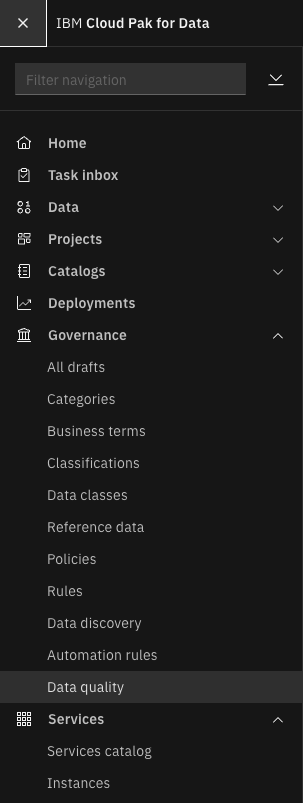 IBM Cloud Pak for Data
Filter navigation
Home
Task inbox
Data
Projects
Catalogs
Deployments
Governance
All drafts
Categories
Business terms
Classifications
Data classes
Reference data
Policies
Rules
Data discovery
Automation rules
Data quality
Services
Services catalog
Instances